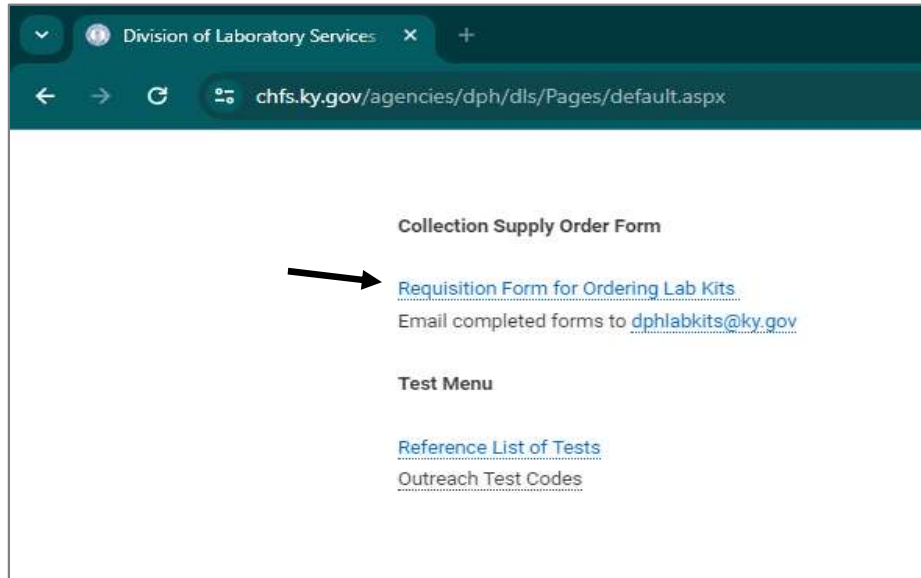 Division of Laboratory Services
chfs.ky.gov/agencies/dph/dls/Pages/default.aspx
Collection Supply Order Form
Requisition Form for Ordering Lab Kits
Email completed forms to dphlabkits@ky.gov
Test Menu
Reference List of Tests
Outreach Test Codes